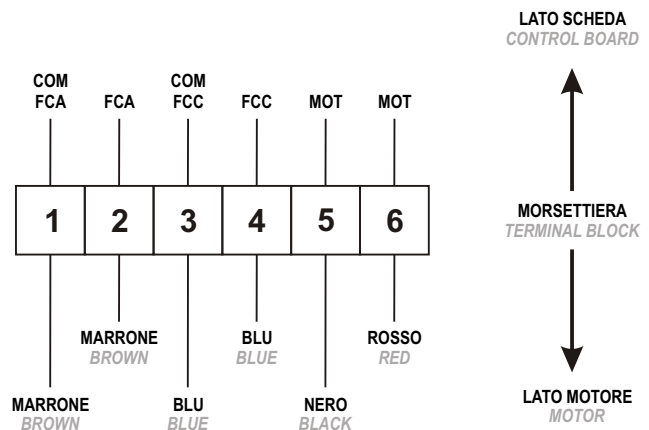 LATO SCHEDA
CONTROL BOARD
COM COM
FCA FCA FCC FCC MOT MOT
1 2 3 4 5 6
MORSETTIERA
TERMINAL BLOCK
MARRONE BLU ROSSO
BROWN BLUE RED
MARRONE BLU NERO
BROWN BLUE BLACK
LATO MOTORE
MOTOR